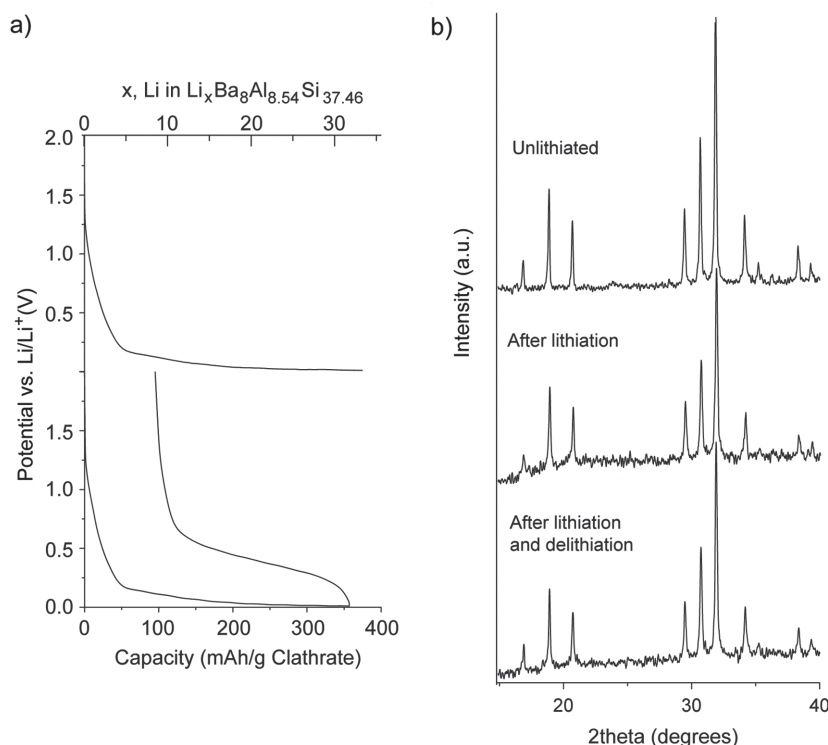 a)
x, Li in LiₓBa₈Al₈.₅₄Si₃₇.₄₆
0 10 20 30
2.0
1.5
1.0
0.5
1.5
1.0
0.5
0.0
0 100 200 300 400
Potential vs. Li/Li⁺(V)
Capacity (mAh/g Clathrate)
b)
Unlithiated
After lithiation
After lithiation
and delithiation
Intensity (a.u.)
20 30 40
2theta (degrees)